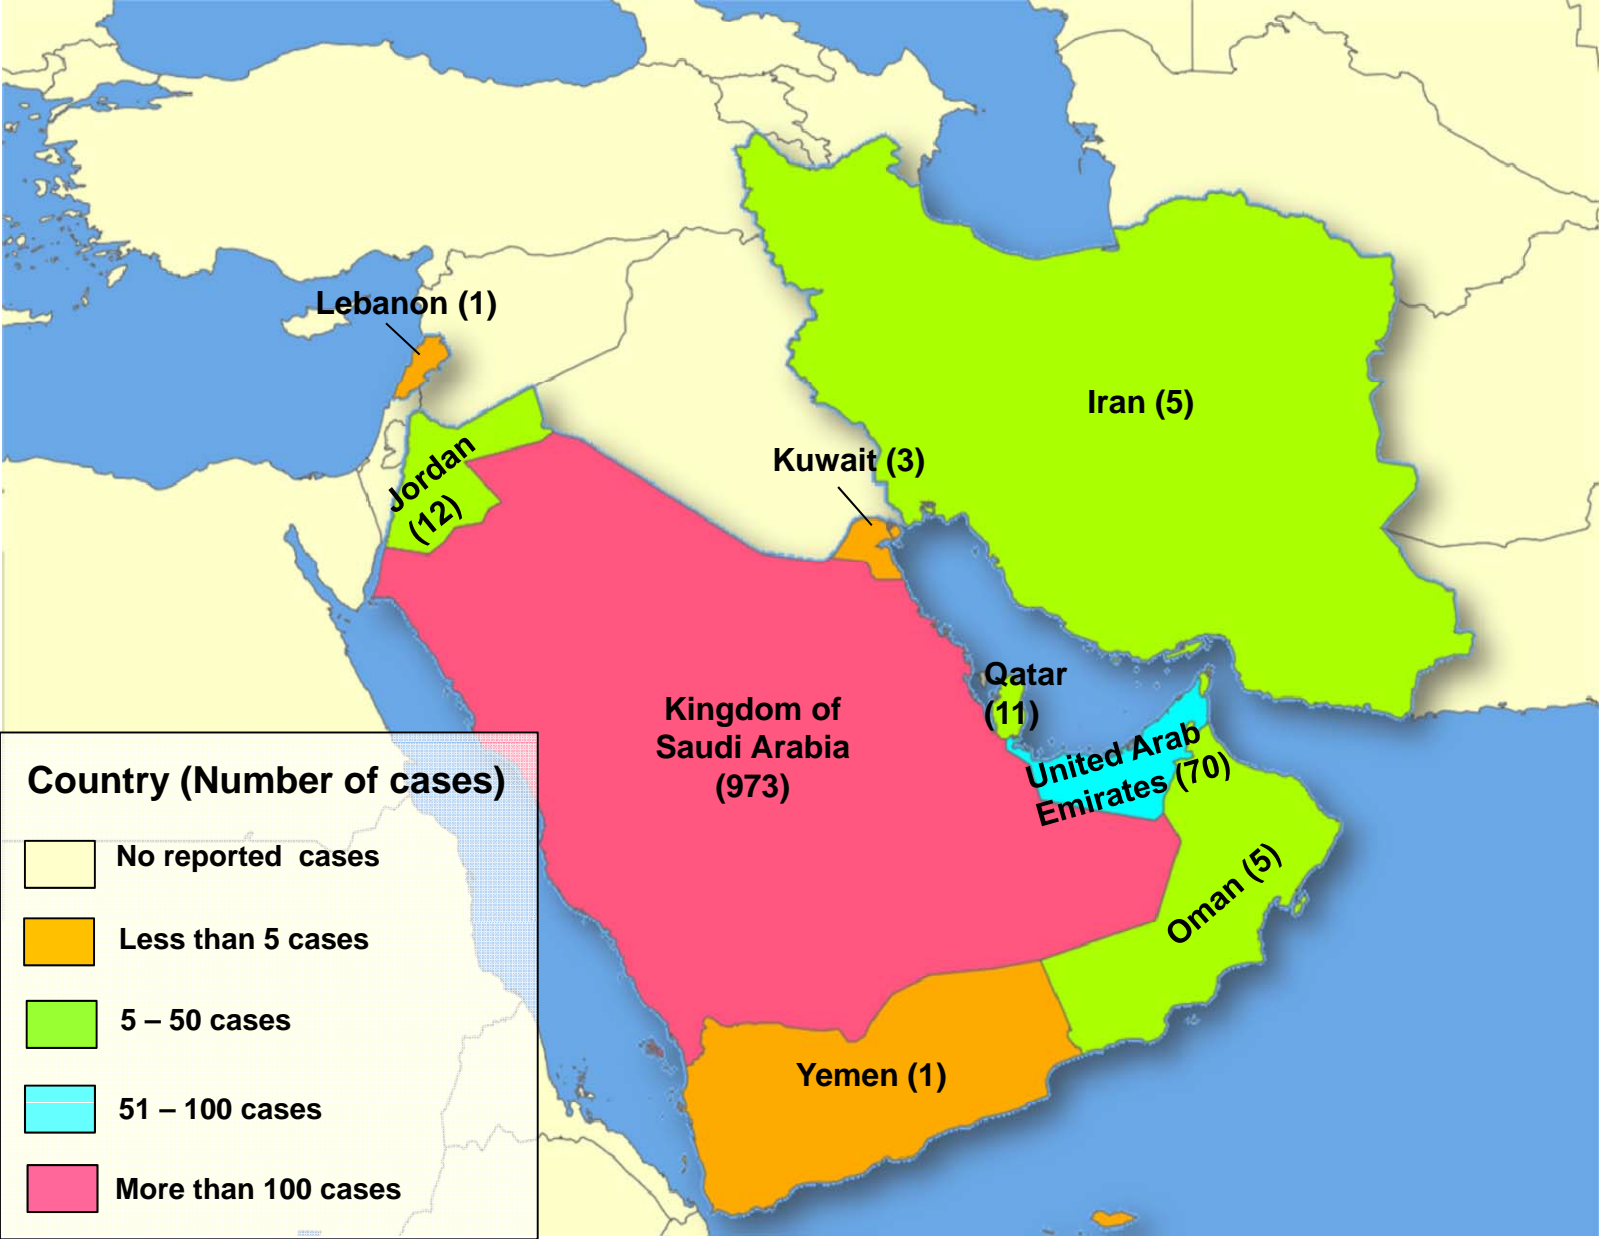 Lebanon (1)
Iran (5)
Kuwait (3)
Jordan
(12)
Qatar
(11)
Kingdom of
Saudi Arabia
(973)
United Arab
Emirates (70)
Oman (5)
Yemen (1)
Country (Number of cases)
No reported cases
Less than 5 cases
5 – 50 cases
51 – 100 cases
More than 100 cases